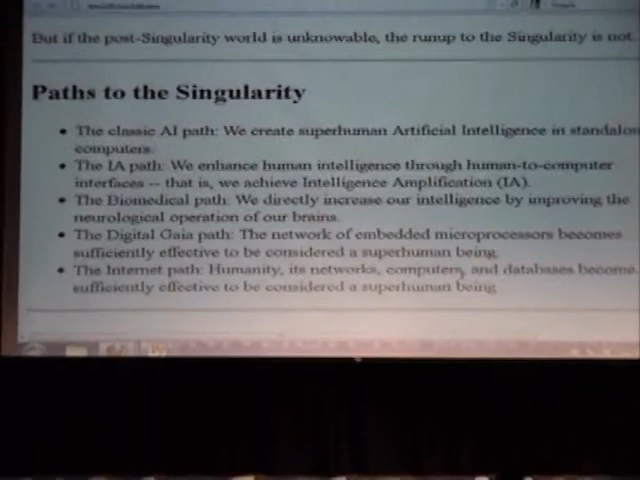 But if the post-Singularity world is unknowable, the runup to the Singularity is not.
Paths to the Singularity
• The classic AI path: We create superhuman Artificial Intelligence in standalon
computers.
• The IA path: We enhance human intelligence through human-to-computer
interfaces -- that is, we achieve Intelligence Amplification (IA).
• The Biomedical path: We directly increase our intelligence by improving the
neurological operation of our brains.
• The Digital Gaia path: The network of embedded microprocessors becomes
sufficiently effective to be considered a superhuman being.
• The Internet path: Humanity, its networks, computers, and databases become
sufficiently effective to be considered a superhuman being